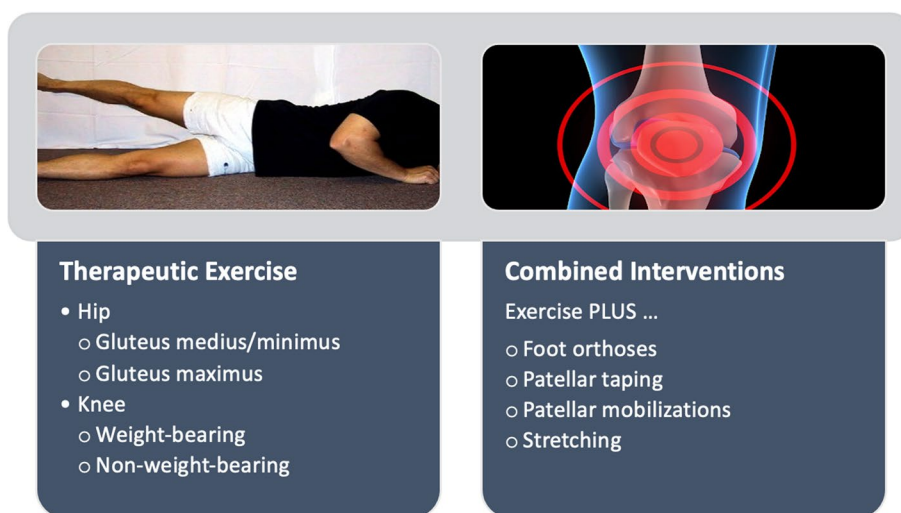 Therapeutic Exercise
• Hip
o Gluteus medius/minimus
o Gluteus maximus
• Knee
o Weight-bearing
o Non-weight-bearing
Combined Interventions
Exercise PLUS ...
o Foot orthoses
o Patellar taping
o Patellar mobilizations
o Stretching